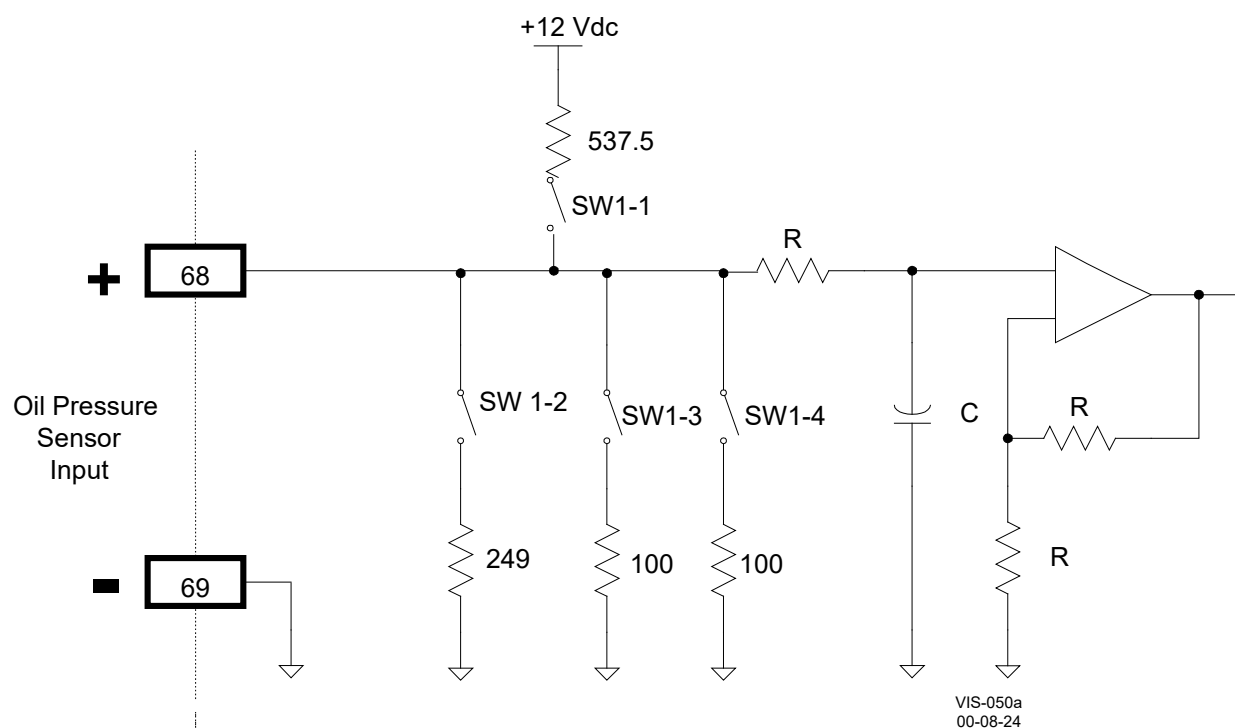 +12 Vdc
537.5
SW1-1
R
+
68
SW 1-2
SW1-3
SW1-4
C
R
Oil Pressure
Sensor
Input
249
100
100
R
-
69
VIS-050a
00-08-24